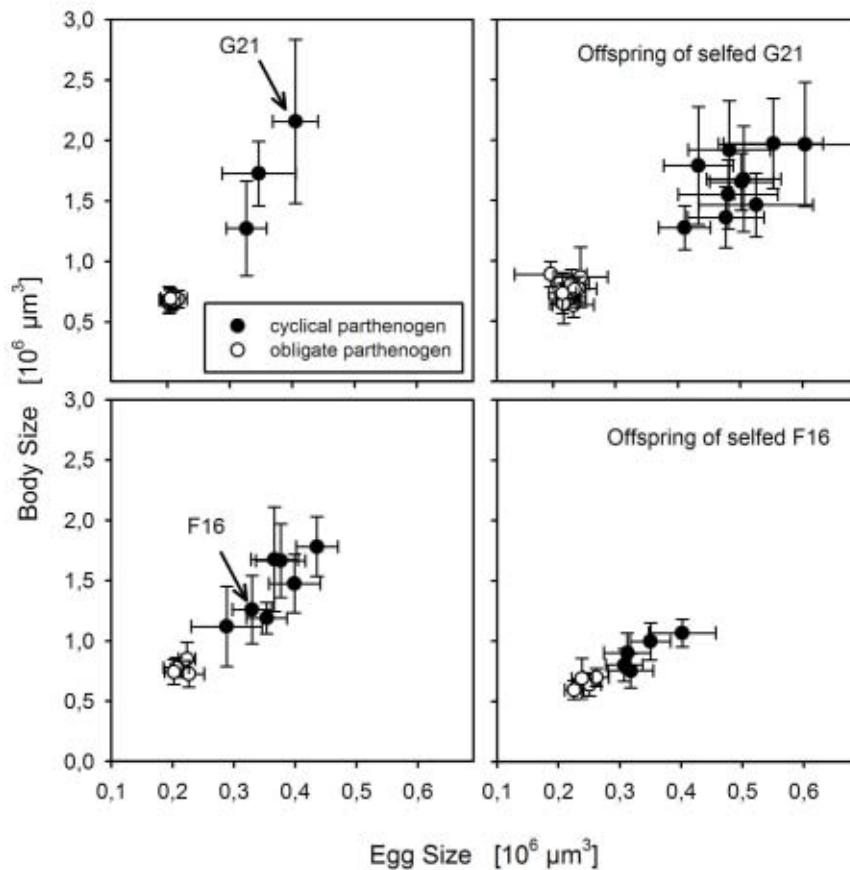 3,0
2,5
2,0
1,5
1,0
0,5
G21
cyclical parthenogen
obligate parthenogen
Offspring of selfed G21
Body Size [10⁶ µm³]
3,0
2,5
2,0
1,5
1,0
0,5
0,0
F16
Offspring of selfed F16
0,1 0,2 0,3 0,4 0,5 0,6 0,1 0,2 0,3 0,4 0,5 0,6
Egg Size [10⁶ µm³]